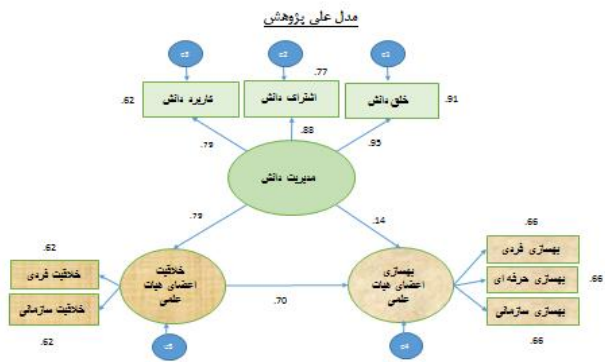 مدل علی پژوهش
e3 e2 e1
.77
.62 کاربرد دانش اشتراک دانش خلق دانش .91
.79 .88 .95
مدیریت دانش
.79 .14
.62 .66
خلاقیت فردی
خلاقیت سازمانی
.62
خلاقیت
اعضای هیات
علمی
.70
بهسازی
اعضای هیات
علمی
بهسازی فردی
بهسازی حرفه ای .66
بهسازی سازمانی
.66
e5 e4